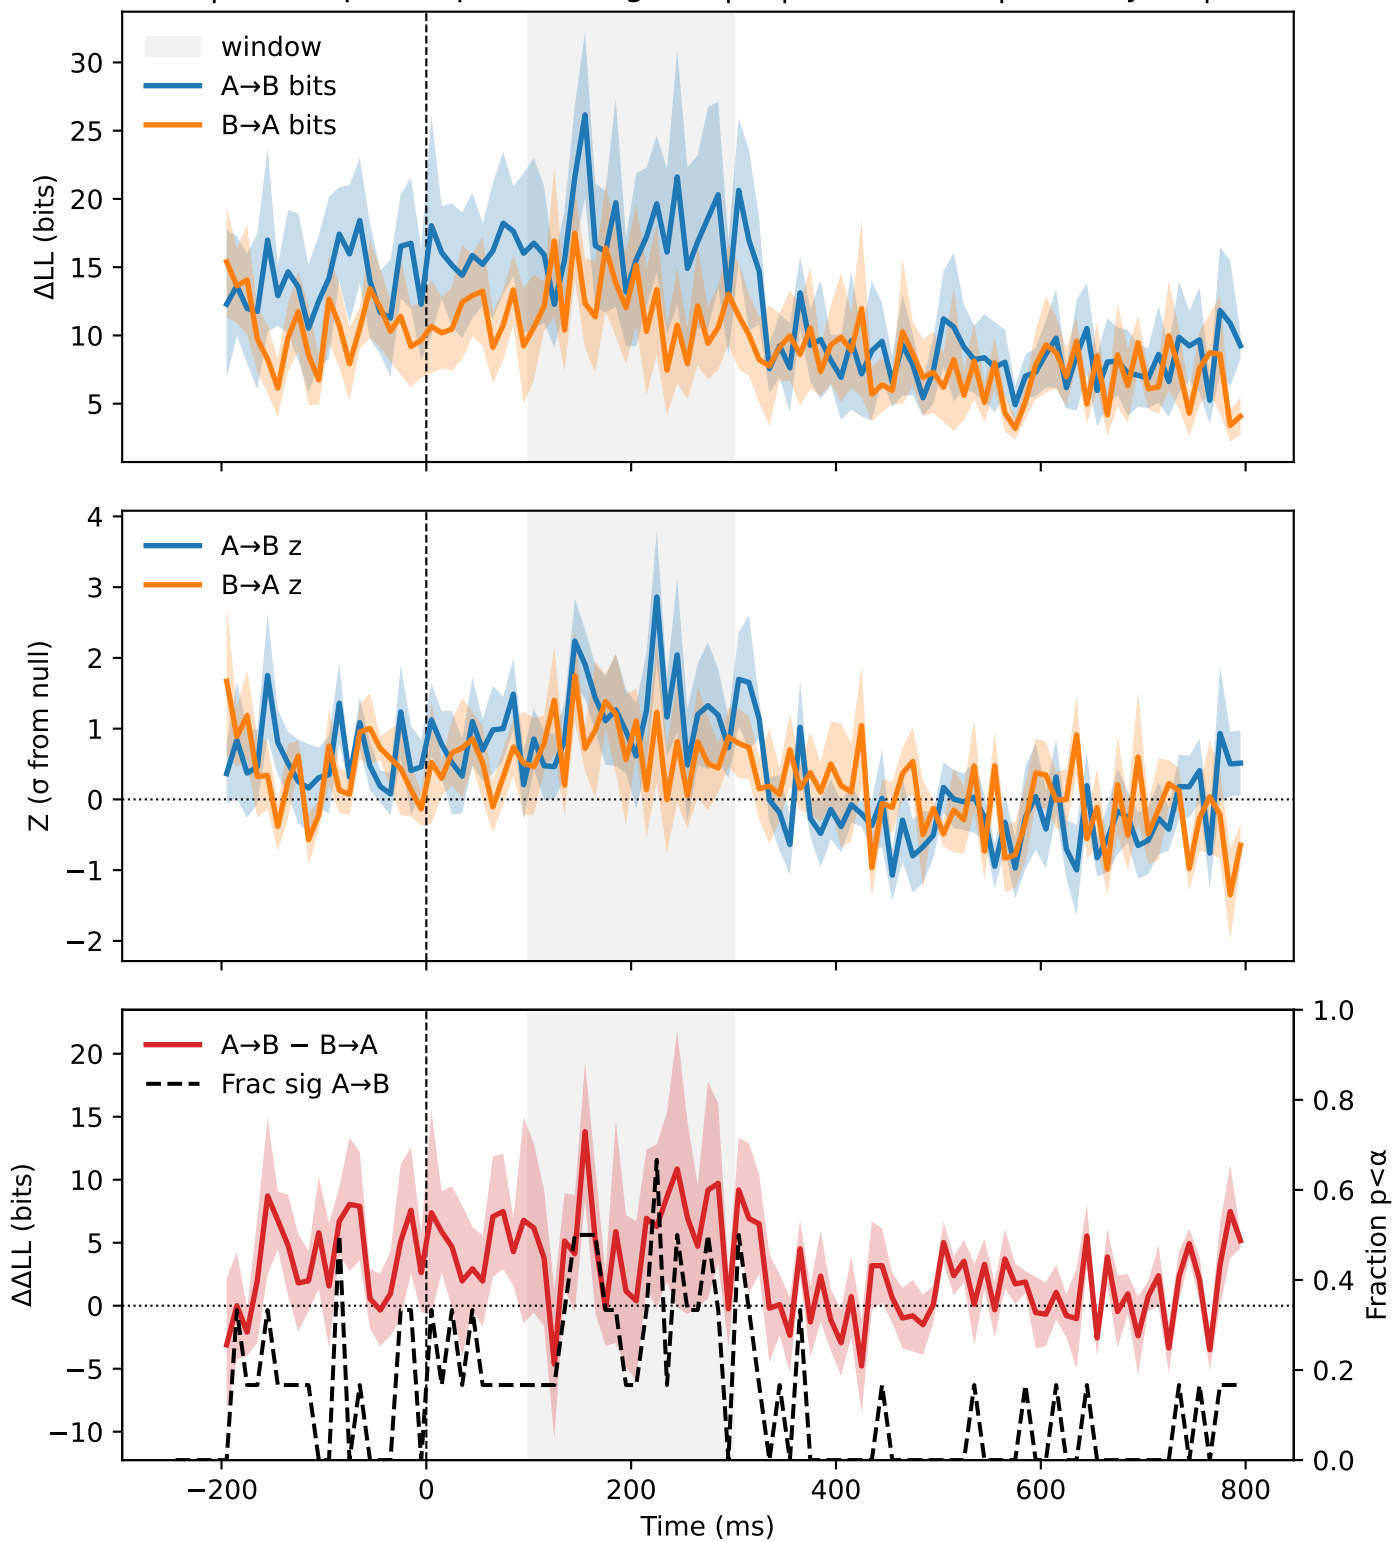 30
25
20
15
10
5
ΔLL (bits)
window
A→B bits
B→A bits
4
3
2
1
0
−1
−2
Z (σ from null)
A→B z
B→A z
20
15
10
5
0
−5
−10
ΔΔLL (bits)
A→B − B→A
Frac sig A→B
1.0
0.8
0.6
0.4
0.2
0.0
Fraction p<α
−200 0 200 400 600 800
Time (ms)